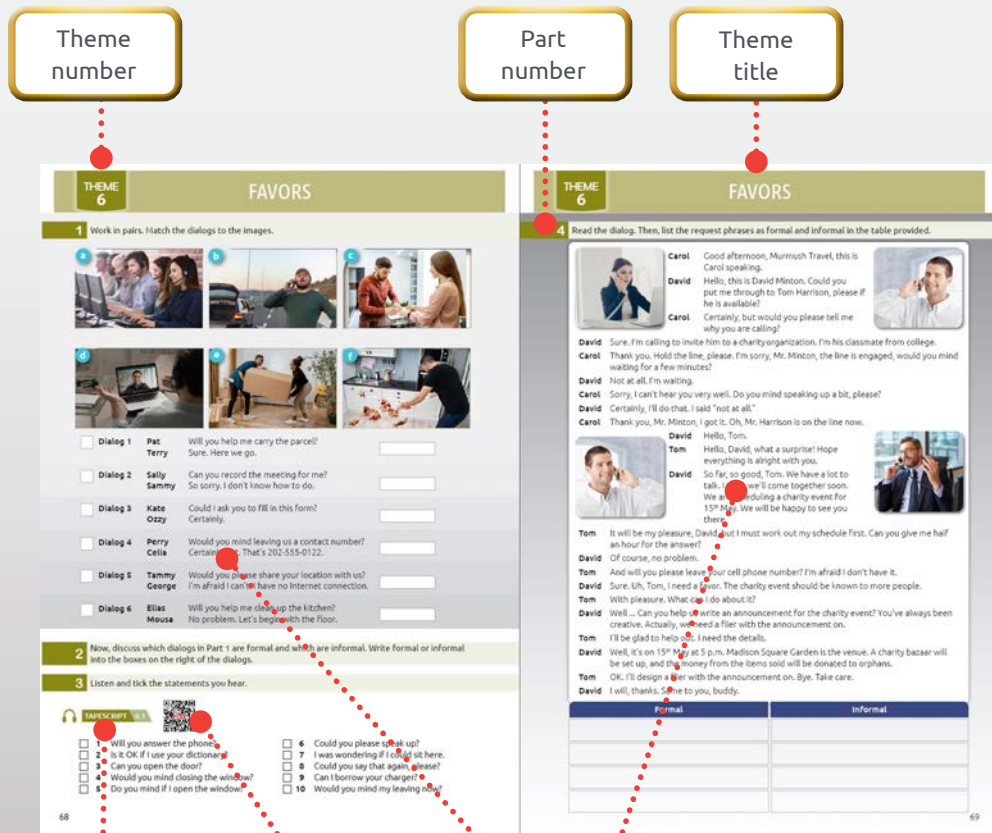 Theme
number
Part
number
Theme
title
THEME
6
FAVORS
1 Work in pairs. Match the dialogs to the images.
a
b
c
d
e
f
Dialog 1 Pat Will you help me carry the parcel?
Terry Sure. Here we go.
Dialog 2 Sally Can you record the meeting for me?
Sammy So sorry. I don't know how to do.
Dialog 3 Kate Could I ask you to fill in this form?
Ozzy Certainly.
Dialog 4 Perry Would you mind leaving us a contact number?
Celia That's 202-555-0122.
Dialog 5 Tammy Would you please share your location with us?
George I'm afraid I can't. I have no Internet connection.
Dialog 6 Elias Will you help me clean up the kitchen?
Mousa No problem. Let's begin with the floor.
2 Now, discuss which dialogs in Part 1 are formal and which are informal. Write formal or informal
into the boxes on the right of the dialogs.
3 Listen and tick the statements you hear.
TAPESCRIPT 6.1
1 Will you answer the phone?
2 Is it OK if I use your dictionary?
3 Can you open the door?
4 Would you mind closing the window?
5 Do you mind if I open the window?
6 Could you please speak up?
7 I was wondering if I could sit here.
8 Could you say that again, please?
9 Can I borrow your charger?
10 Would you mind my leaving now?
68
THEME
6
FAVORS
4 Read the dialog. Then, list the request phrases as formal and informal in the table provided.
Carol Good afternoon, Murmush Travel, this is
Carol speaking.
David Hello, this is David Minton. Could you
put me through to Tom Harrison, please if
he is available?
Carol Certainly, but would you please tell me
why you are calling?
David Sure. I'm calling to invite him to a charity organization. I'm his classmate from college.
Carol Thank you. Hold the line, please. I'm sorry, Mr. Minton, the line is engaged, would you mind
waiting for a few minutes?
David Not at all. I'm waiting.
Carol Sorry, I can't hear you very well. Do you mind speaking up a bit, please?
David Certainly, I'll do that. I said "not at all."
Carol Thank you, Mr. Minton, I got it. Oh, Mr. Harrison is on the line now.
David Hello, Tom.
Tom Hello, David, what a surprise! Hope
everything is alright with you.
David So far, so good, Tom. We have a lot to
talk. I we'll come together soon.
We are scheduling a charity event for
15th May. We will be happy to see you
there.
Tom It will be my pleasure, David, but I must work out my schedule first. Can you give me half
an hour for the answer?
David Of course, no problem.
Tom And will you please leave your cell phone number? I'm afraid I don't have it.
David Sure. Uh, Tom, I need a favor. The charity event should be known to more people.
Tom With pleasure. What can I do about it?
David Well ... Can you help us write an announcement for the charity event? You've always been
creative. Actually, we need a flier with the announcement on.
Tom I'll be glad to help out. I need the details.
David Well, it's on 15th May at 5 p.m. Madison Square Garden is the venue. A charity bazaar will
be set up, and the money from the items sold will be donated to orphans.
Tom OK. I'll design a flier with the announcement on. Bye. Take care.
David I will, thanks. Same to you, buddy.
Formal Informal
69